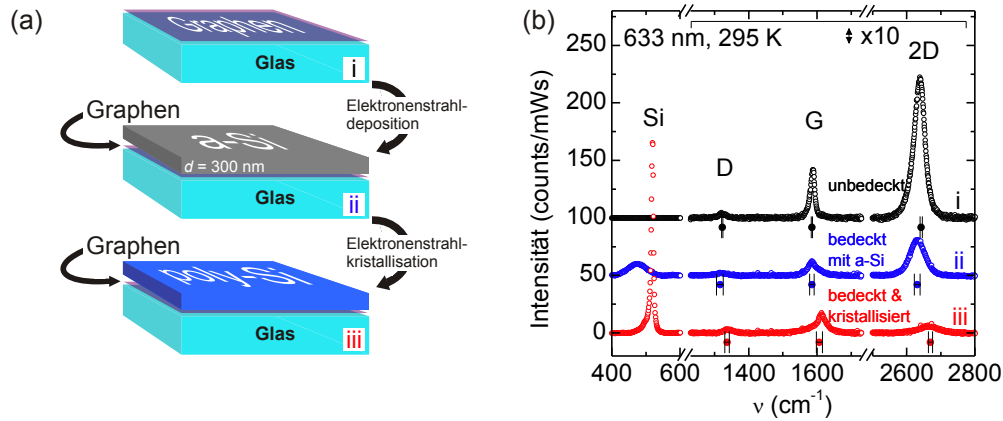 (a)
Graphen
Glas
i
Elektronenstrahl-
deposition
Graphen
a-Si
d = 300 nm
Glas
ii
Elektronenstrahl-
kristallisation
Graphen
poly-Si
Glas
iii
(b)
Intensität (counts/mWs)
250
200
150
100
50
0
633 nm, 295 K
x10
2D
Si
G
D
unbedeckt
i
bedeckt
mit a-Si
ii
bedeckt &
kristallisiert
iii
400 600 1400 1600 2600 2800
ν (cm⁻¹)